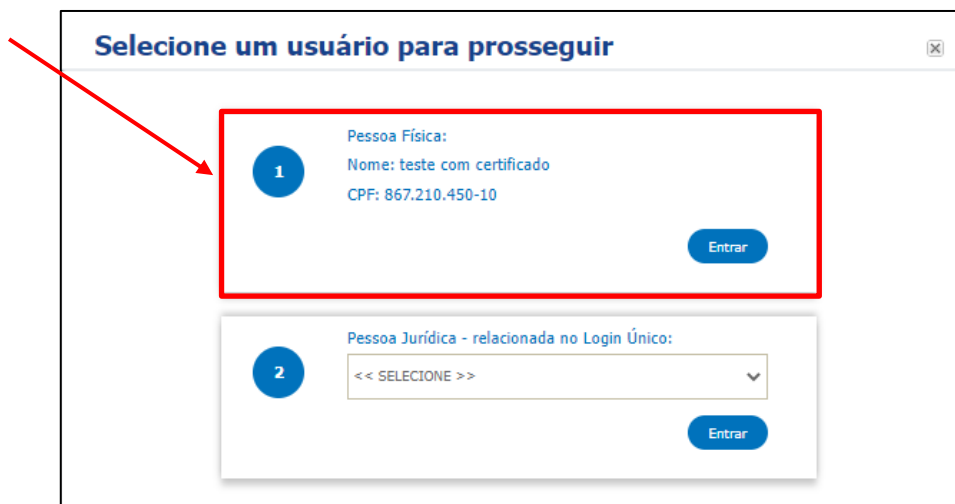 Selecione um usuário para prosseguir
1
Pessoa Física:
Nome: teste com certificado
CPF: 867.210.450-10
Entrar
2
Pessoa Jurídica - relacionada no Login Único:
<< SELECIONE >>
Entrar